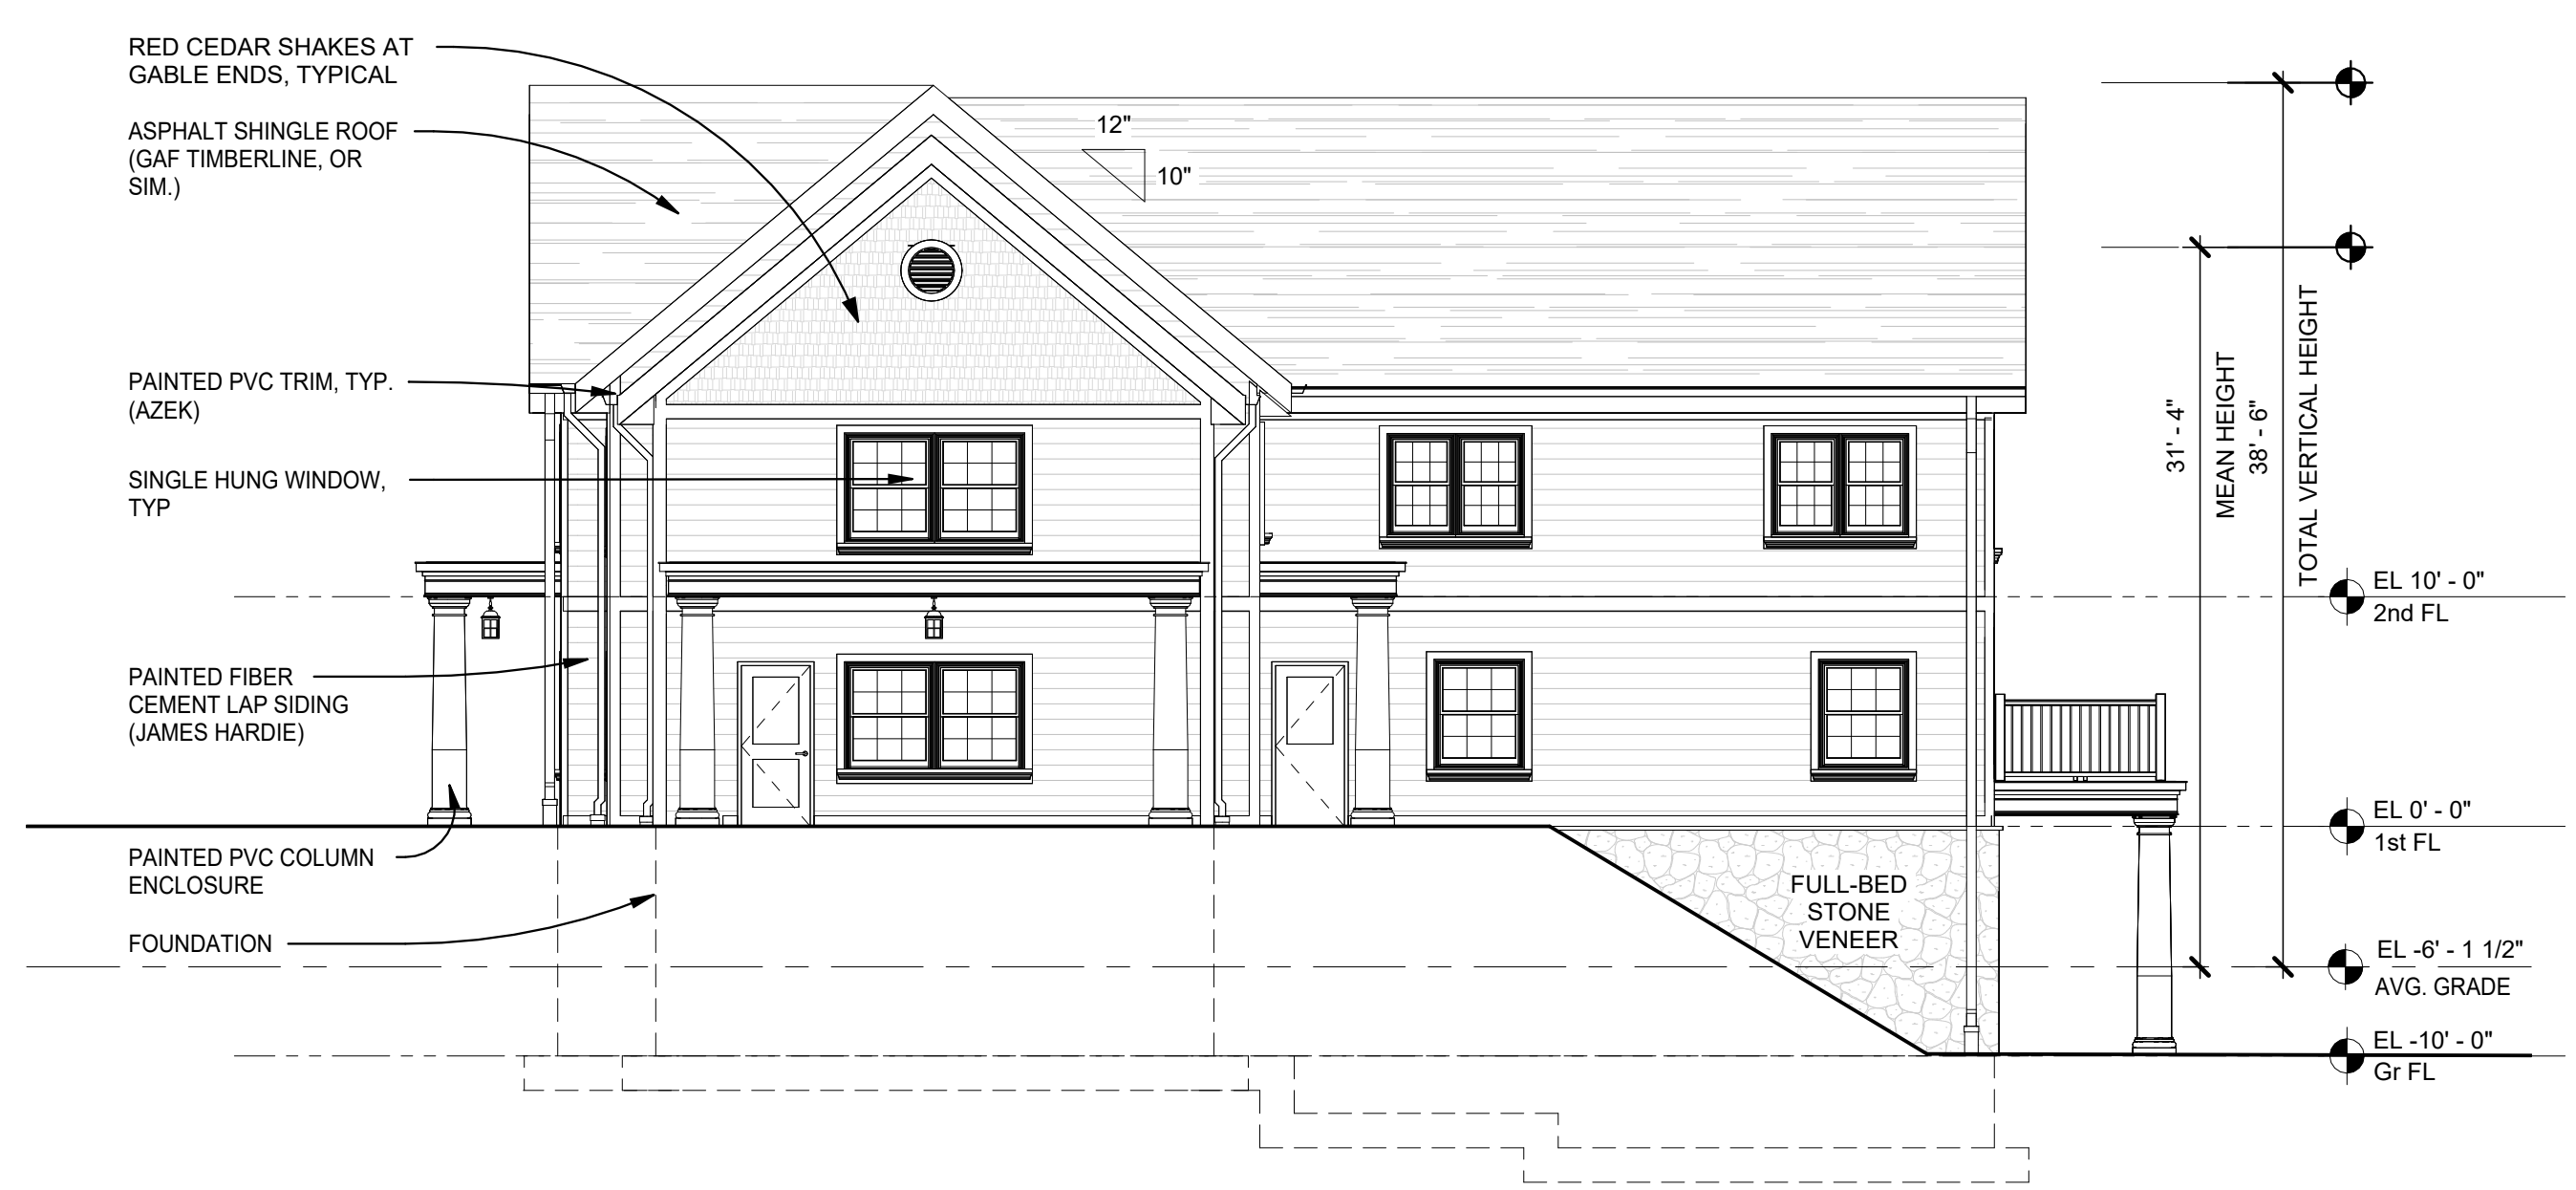 RED CEDAR SHAKES AT
GABLE ENDS, TYPICAL
ASPHALT SHINGLE ROOF
(GAF TIMBERLINE, OR
SIM.)
PAINTED PVC TRIM, TYP.
(AZEK)
SINGLE HUNG WINDOW,
TYP
PAINTED FIBER
CEMENT LAP SIDING
(JAMES HARDIE)
PAINTED PVC COLUMN
ENCLOSURE
FOUNDATION
12"
10"
FULL-BED
STONE
VENEER
31' - 4"
MEAN HEIGHT
38' - 6"
TOTAL VERTICAL HEIGHT
EL 10' - 0"
2nd FL
EL 0' - 0"
1st FL
EL -6' - 1 1/2"
AVG. GRADE
EL -10' - 0"
Gr FL